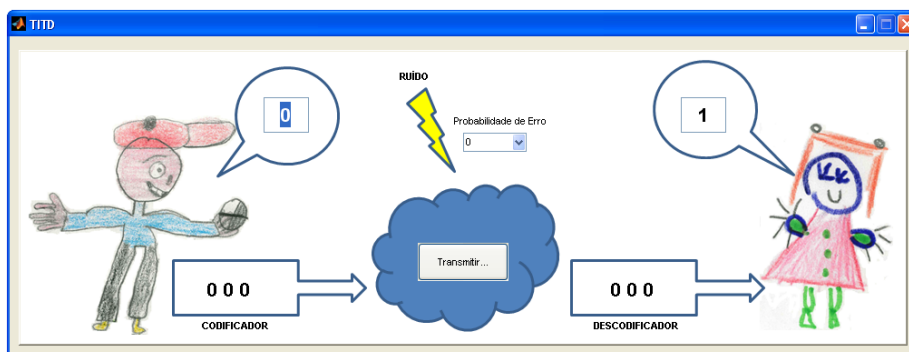 TITD
RUÍDO
0
1
Probabilidade de Erro
0
Transmitir...
0 0 0
0 0 0
CODIFICADOR
DESCODIFICADOR